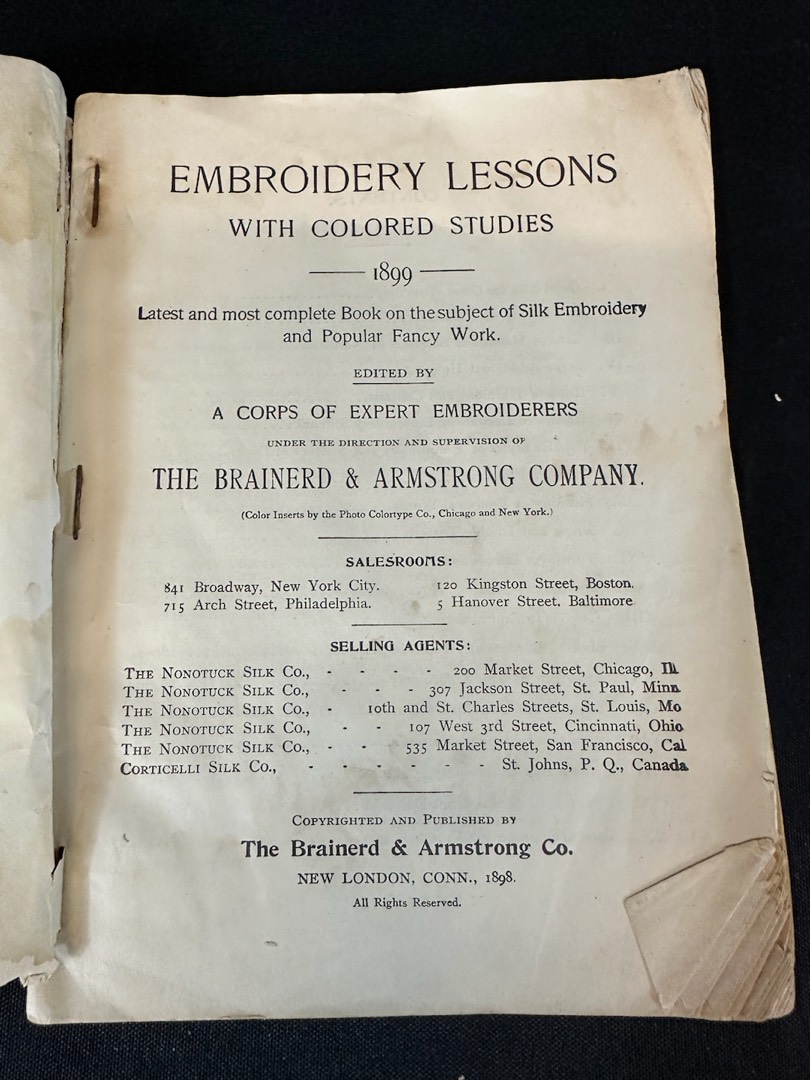 EMBROIDERY LESSONS
WITH COLORED STUDIES
1899
Latest and most complete Book on the subject of Silk Embroidery
and Popular Fancy Work.
EDITED BY
A CORPS OF EXPERT EMBROIDERERS
UNDER THE DIRECTION AND SUPERVISION OF
THE BRAINERD & ARMSTRONG COMPANY.
(Color Inserts by the Photo Colortype Co., Chicago and New York.)
SALESROOMS:
841 Broadway, New York City. 120 Kingston Street, Boston.
715 Arch Street, Philadelphia. 5 Hanover Street. Baltimore
SELLING AGENTS:
THE NONOTUCK SILK CO., - - - - 200 Market Street, Chicago, Ill
THE NONOTUCK SILK CO., - - - 307 Jackson Street, St. Paul, Minn
THE NONOTUCK SILK CO., - 10th and St. Charles Streets, St. Louis, Mo
THE NONOTUCK SILK CO., - - 107 West 3rd Street, Cincinnati, Ohio
THE NONOTUCK SILK CO., - - 535 Market Street, San Francisco, Cal
CORTICELLI SILK CO., - - - - - - St. Johns, P. Q., Canada
COPYRIGHTED AND PUBLISHED BY
The Brainerd & Armstrong Co.
NEW LONDON, CONN., 1898.
All Rights Reserved.